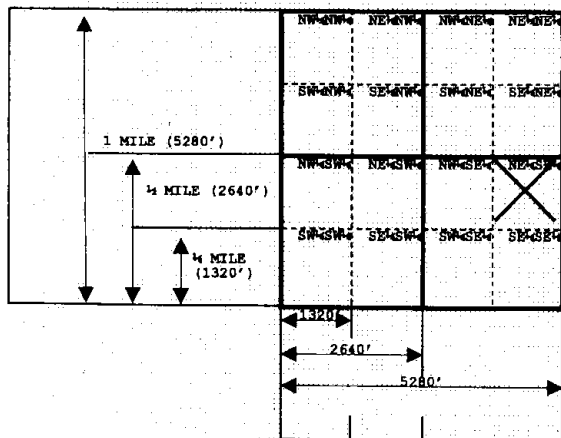 NW¼NW¼ NE¼NW¼ NW¼NE¼ NE¼NE¼
SW¼NW¼ SE¼NW¼ SW¼NE¼ SE¼NE¼
1 MILE (5280')
NW¼SW¼ NE¼SW¼ NW¼SE¼ NE¼SE¼
½ MILE (2640')
SW¼SW¼ SE¼SW¼ SW¼SE¼ SE¼SE¼
¼ MILE
(1320')
1320'
2640'
5280'